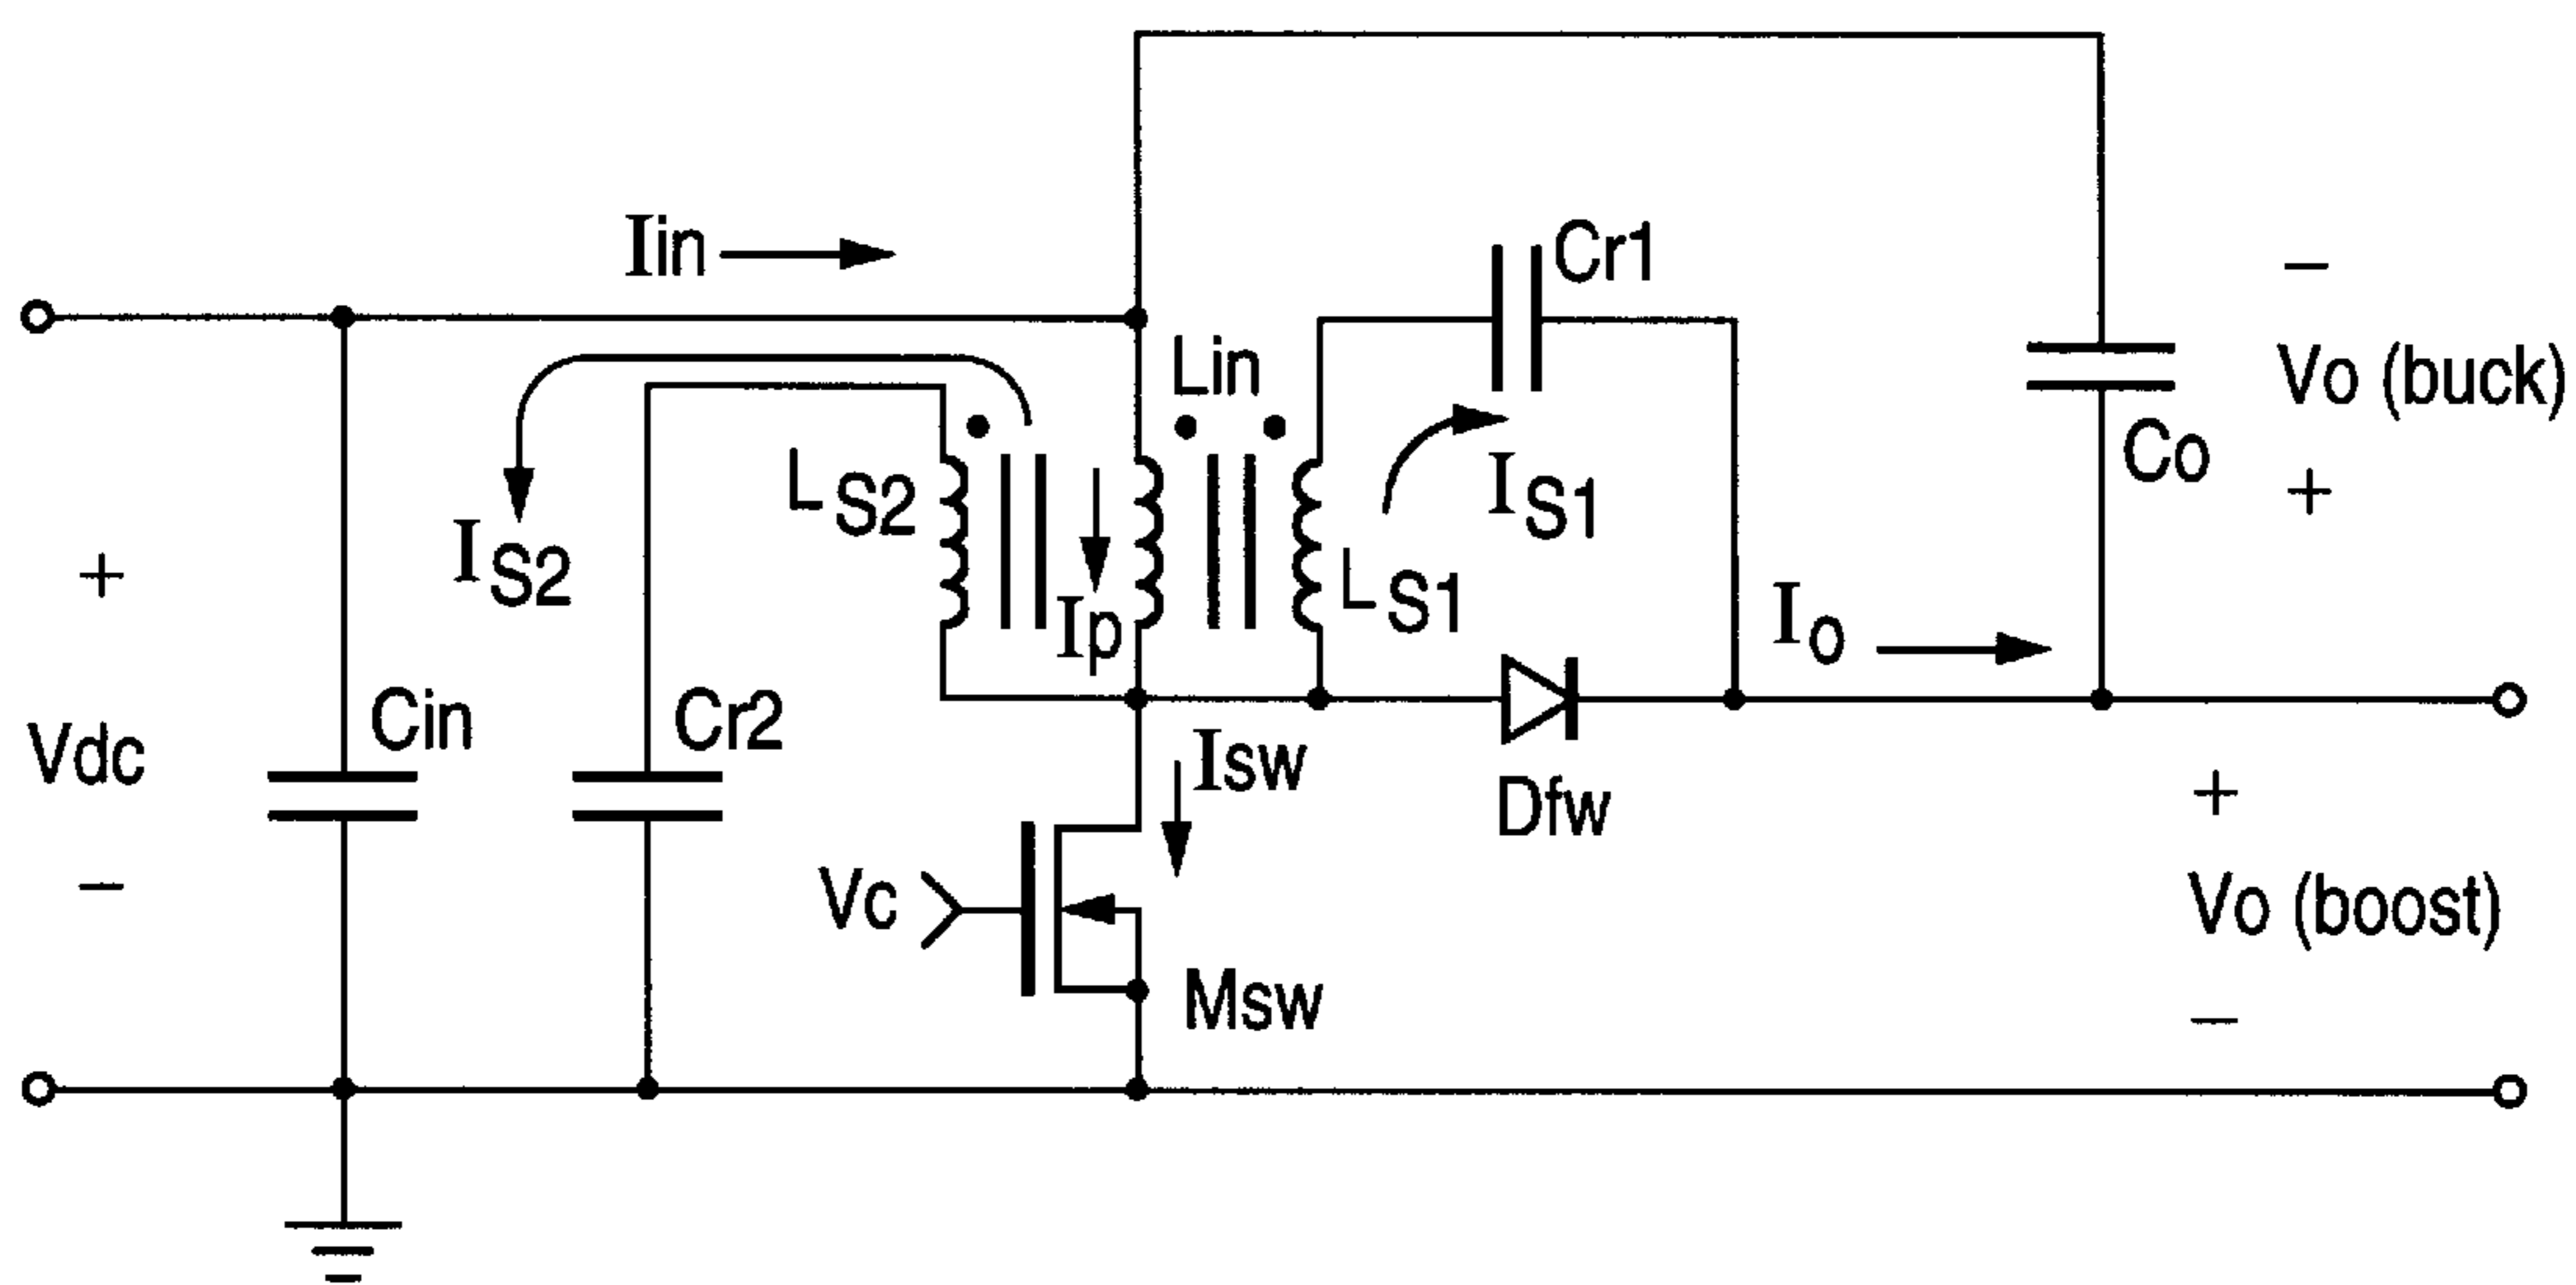 Iin
Cr1
−
Lin
Vo (buck)
Co
LS2
IS1
+
IS2
+
LS1
Ip
Io
Vdc
Cin
Cr2
Isw
Dfw
+
−
Vc
Vo (boost)
Msw
−